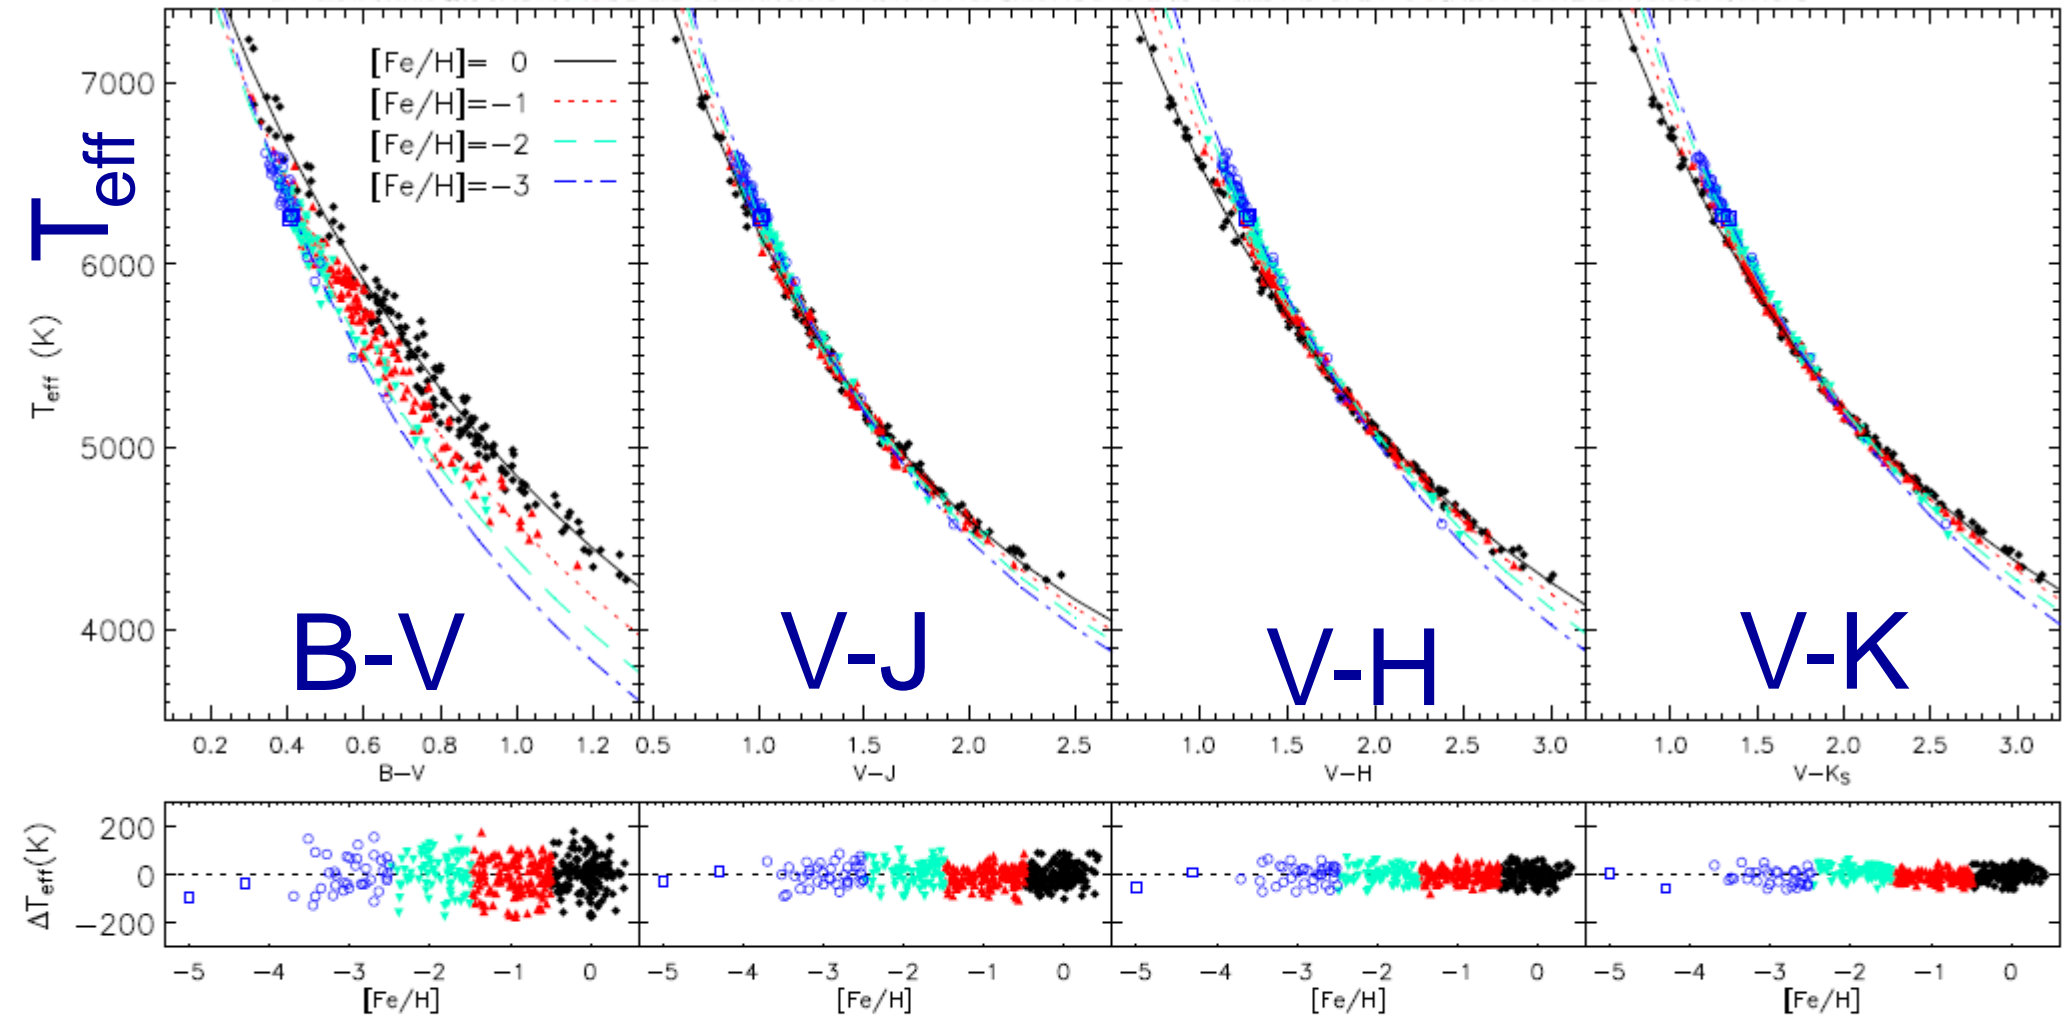 [Fe/H]= 0
[Fe/H]=−1
[Fe/H]=−2
[Fe/H]=−3
Teff
Teff (K)
7000
6000
5000
4000
B-V
V-J
V-H
V-K
0.2 0.4 0.6 0.8 1.0 1.2
0.5 1.0 1.5 2.0 2.5
1.0 1.5 2.0 2.5 3.0
1.0 1.5 2.0 2.5 3.0
B−V
V−J
V−H
V−KS
ΔTeff(K)
200
0
−200
−5 −4 −3 −2 −1 0
−5 −4 −3 −2 −1 0
−5 −4 −3 −2 −1 0
−5 −4 −3 −2 −1 0
[Fe/H]
[Fe/H]
[Fe/H]
[Fe/H]